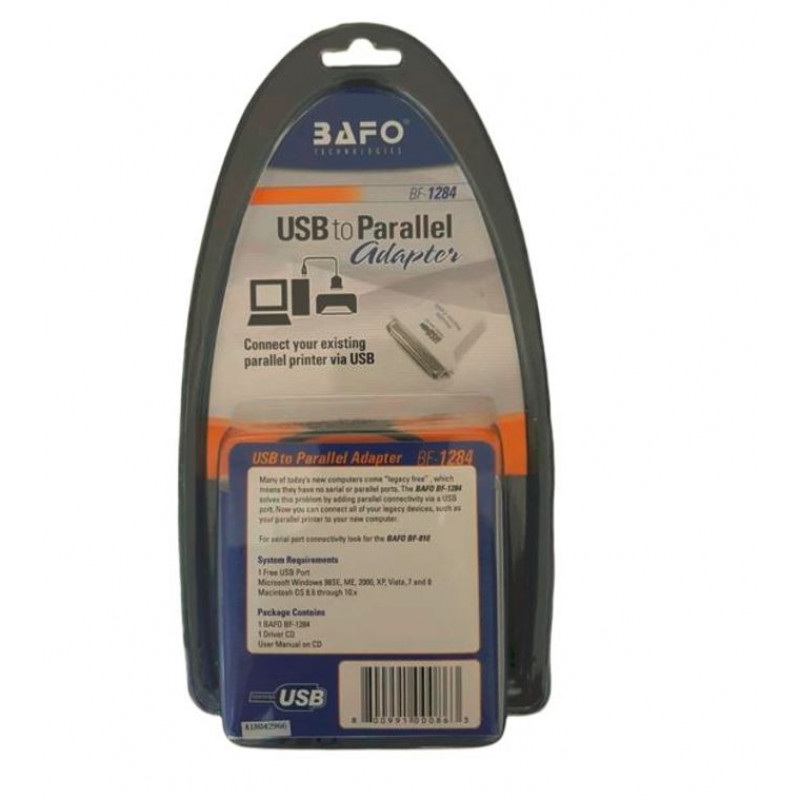 BAFO®
TECHNOLOGIES
BF-1284
USB to Parallel
Adapter
Connect your existing
parallel printer via USB
USB to Parallel Adapter BF-1284
Many of today's new computers come "legacy free", which
means they have no serial or parallel ports. The BAFO BF-1284
solves this problem by adding parallel connectivity via a USB
port. Now you can connect all of your legacy devices, such as
your parallel printer to your new computer.
For serial port connectivity look for the BAFO BF-810
System Requirements
1 Free USB Port
Microsoft Windows 98SE, ME, 2000, XP, Vista, 7 and 8
Macintosh OS 8.6 through 10.x
Package Contains
1 BAFO BF-1284
1 Driver CD
User Manual on CD
CERTIFIED USB
8 00991 00086 3